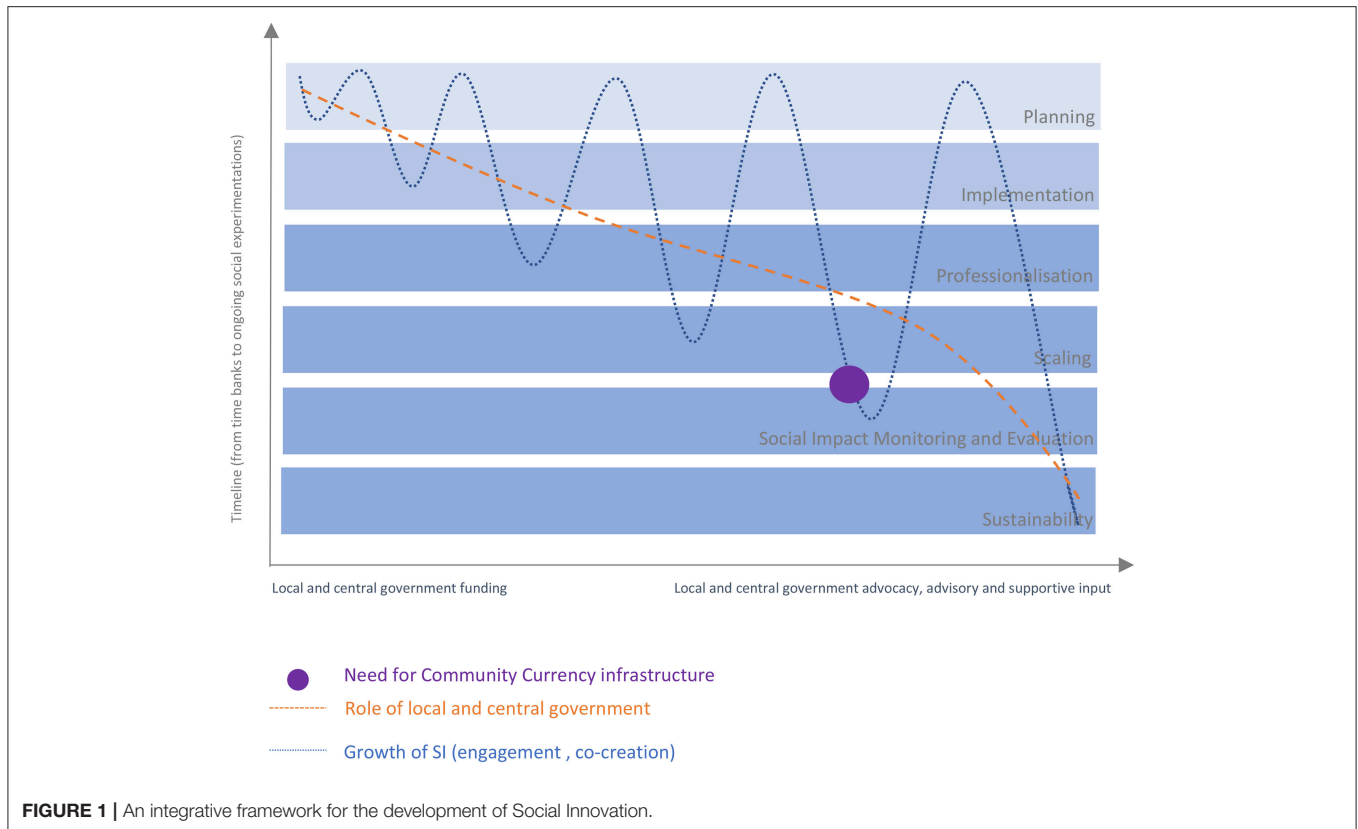 Timeline (from time banks to ongoing social experimentations)
Planning
Implementation
Professionalisation
Scaling
Social Impact Monitoring and Evaluation
Sustainability
Local and central government funding
Local and central government advocacy, advisory and supportive input
Need for Community Currency infrastructure
Role of local and central government
Growth of SI (engagement , co-creation)
FIGURE 1 | An integrative framework for the development of Social Innovation.